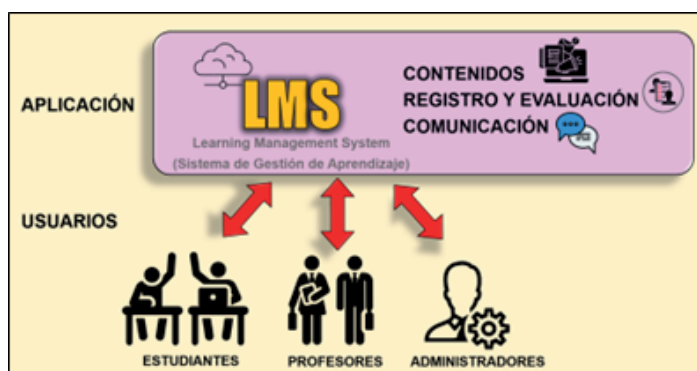 APLICACIÓN
LMS
Learning Management System
(Sistema de Gestión de Aprendizaje)
CONTENIDOS
REGISTRO Y EVALUACIÓN
COMUNICACIÓN
USUARIOS
ESTUDIANTES
PROFESORES
ADMINISTRADORES